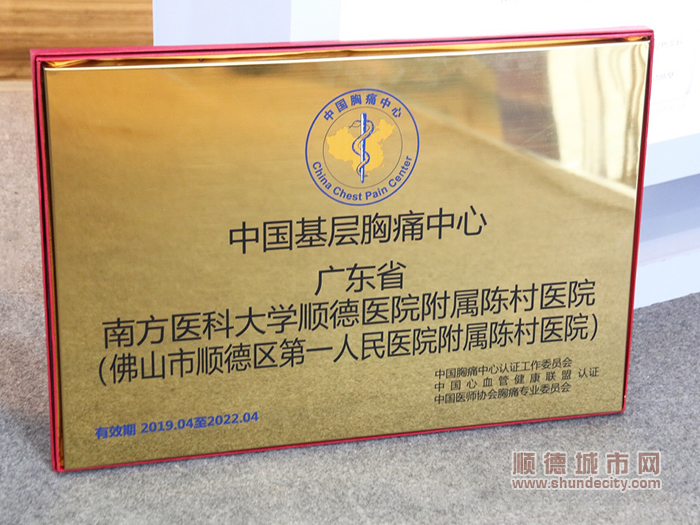 中国胸痛中心
China Chest Pain Center
中国基层胸痛中心
广东省
南方医科大学顺德医院附属陈村医院
（佛山市顺德区第一人民医院附属陈村医院）
中国胸痛中心认证工作委员会
中国心血管健康联盟 认证
中国医师协会胸痛专业委员会
有效期 2019.04至2022.04
顺德城市网
www.shundecity.com